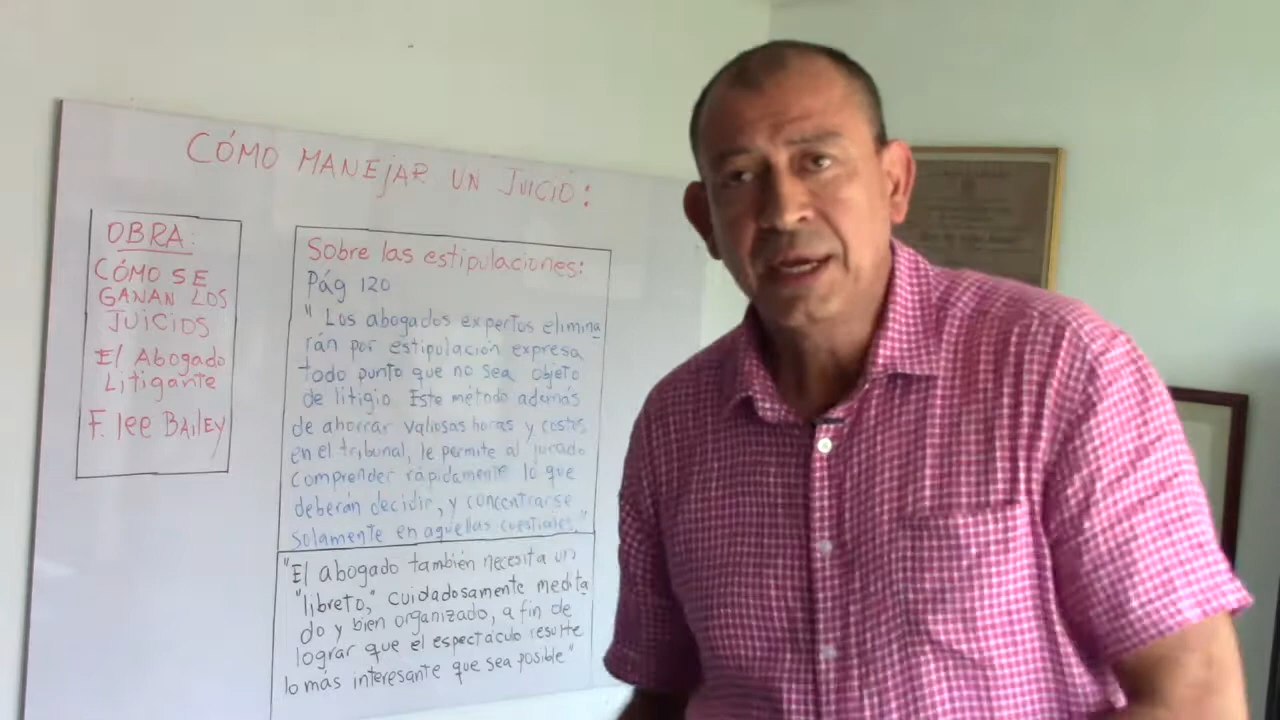 CÓMO MANEJAR UN JUICIO:
OBRA:
CÓMO SE
GANAN LOS
JUICIOS
El Abogado
Litigante
F. lee BAILEY
Sobre las estipulaciones:
Pág 120
" Los abogados expertos elimina
rán por estipulación expresa
todo punto que no sea objeto
de litigio. Este método además
de ahorrar valiosas horas y costos
en el tribunal, le permite al jurado
comprender rápidamente lo que
deberán decidir, y concentrarse
solamente en aquellas cuestiones."
"El abogado también necesita un
"libreto," cuidadosamente medita
do y bien organizado, a fin de
lograr que el espectáculo resulte
lo más interesante que sea posible"